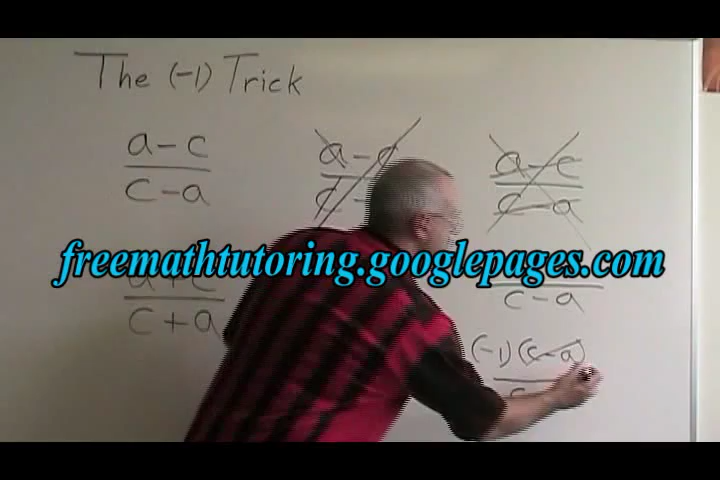 The (-1) Trick
a - c
c - a
a - c
c -
a - c
c - a
freemathtutoring.googlepages.com
a + c
c + a
c - a
(-1) (c - a)